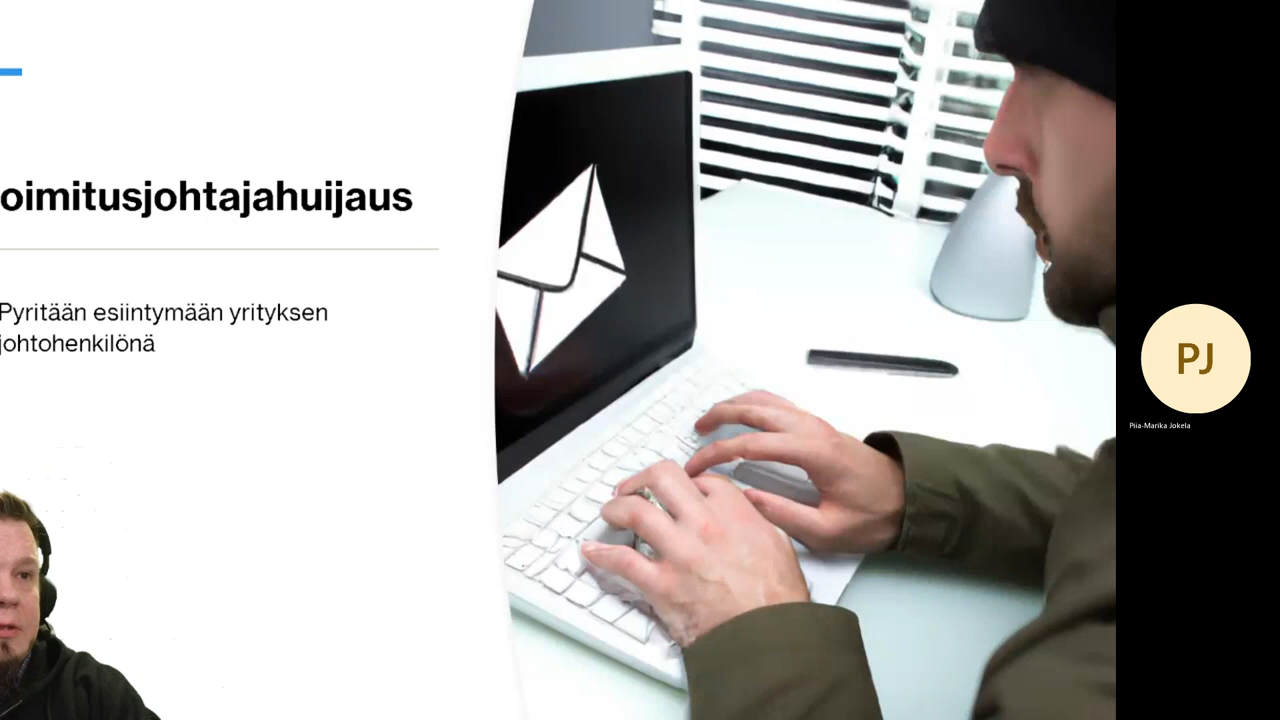 oimitusjohtajahuijaus
Pyritään esiintymään yrityksen
johtohenkilönä
PJ
Piia-Marika Jokela